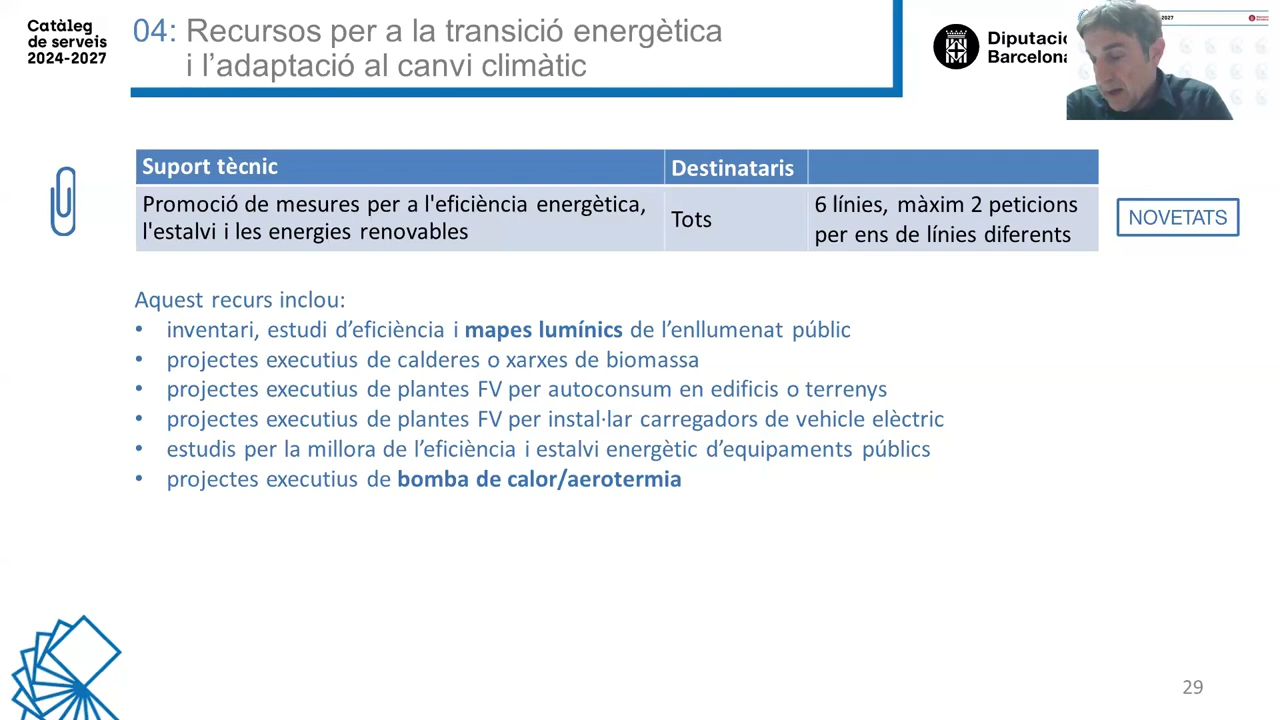 Catàleg
de serveis
2024-2027
04: Recursos per a la transició energètica
i l'adaptació al canvi climàtic
Diputació
Barcelona
Suport tècnic
Destinataris
Promoció de mesures per a l'eficiència energètica,
l'estalvi i les energies renovables
Tots
6 línies, màxim 2 peticions
per ens de línies diferents
NOVETATS
Aquest recurs inclou:
• inventari, estudi d'eficiència i mapes lumínics de l'enllumenat públic
• projectes executius de calderes o xarxes de biomassa
• projectes executius de plantes FV per autoconsum en edificis o terrenys
• projectes executius de plantes FV per instal·lar carregadors de vehicle elèctric
• estudis per la millora de l'eficiència i estalvi energètic d'equipaments públics
• projectes executius de bomba de calor/aerotermia
29